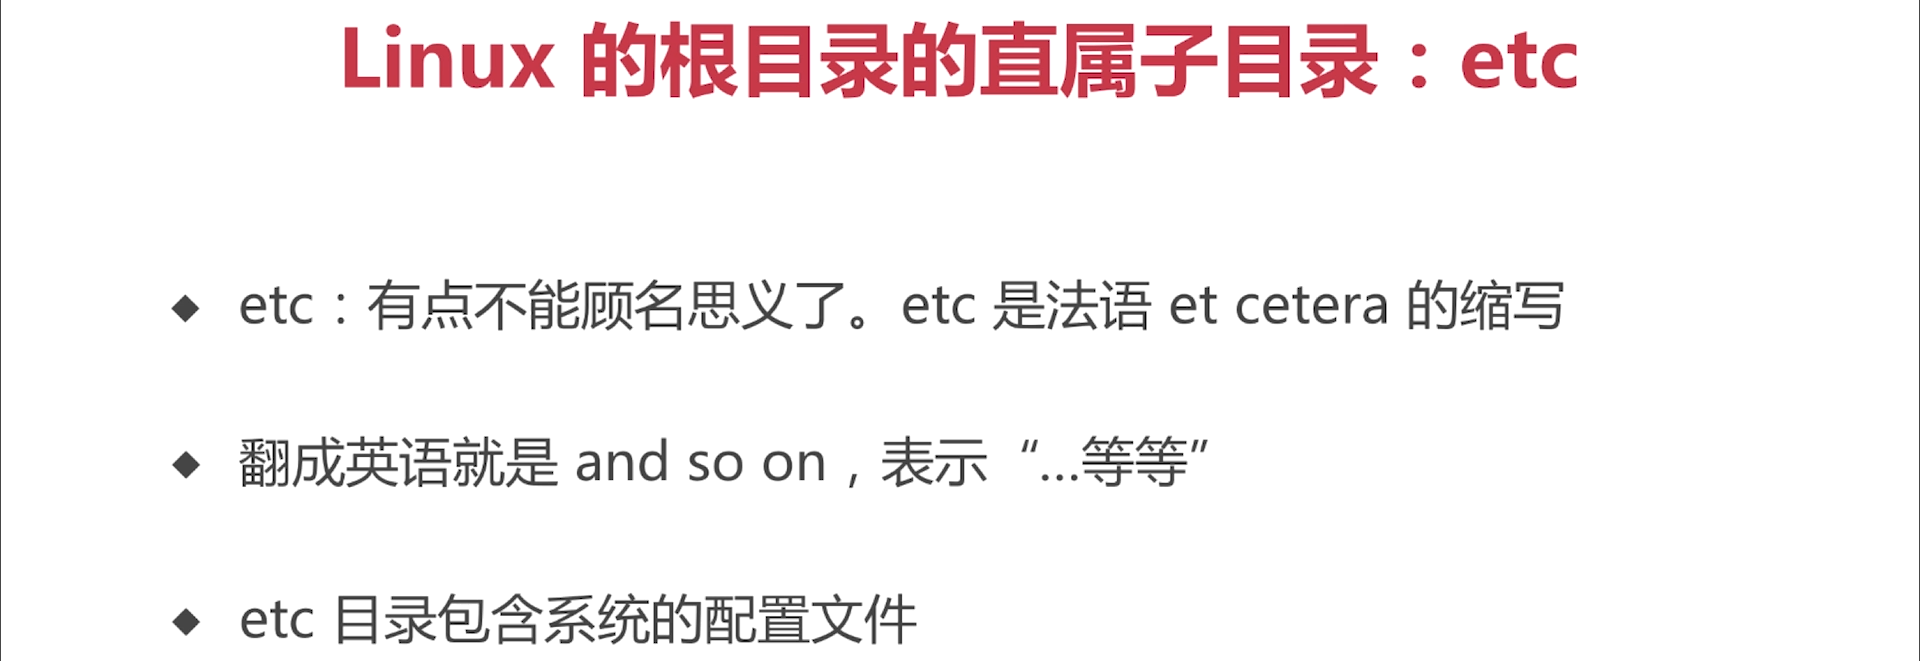 Linux 的根目录的直属子目录：etc
◆ etc：有点不能顾名思义了。etc 是法语 et cetera 的缩写
◆ 翻成英语就是 and so on，表示“…等等”
◆ etc 目录包含系统的配置文件